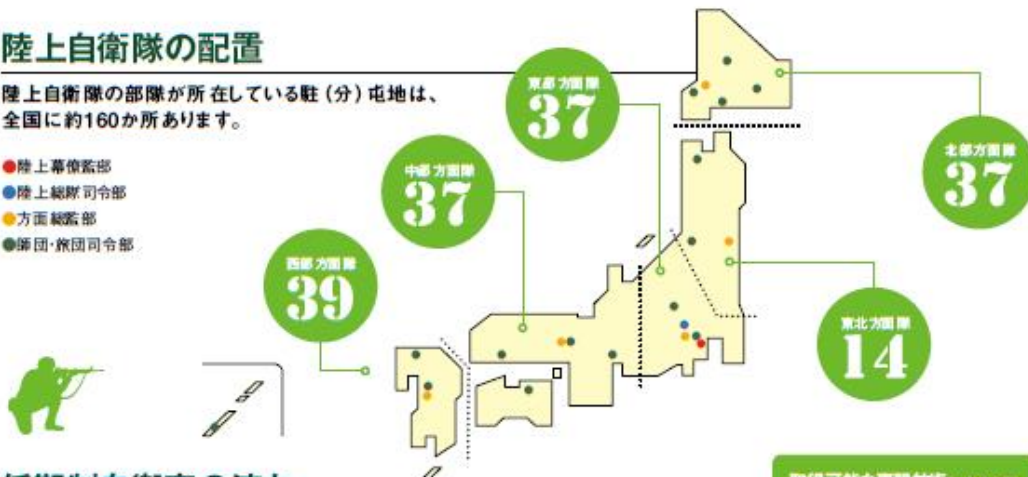 陸上自衛隊の配置
陸上自衛隊の部隊が所在している駐(分)屯地は、
全国に約160か所あります。
●陸上幕僚監部
●陸上総隊司令部
●方面総監部
●師団・旅団司令部
東部方面隊
37
中部方面隊
37
西部方面隊
39
北部方面隊
37
東北方面隊
14